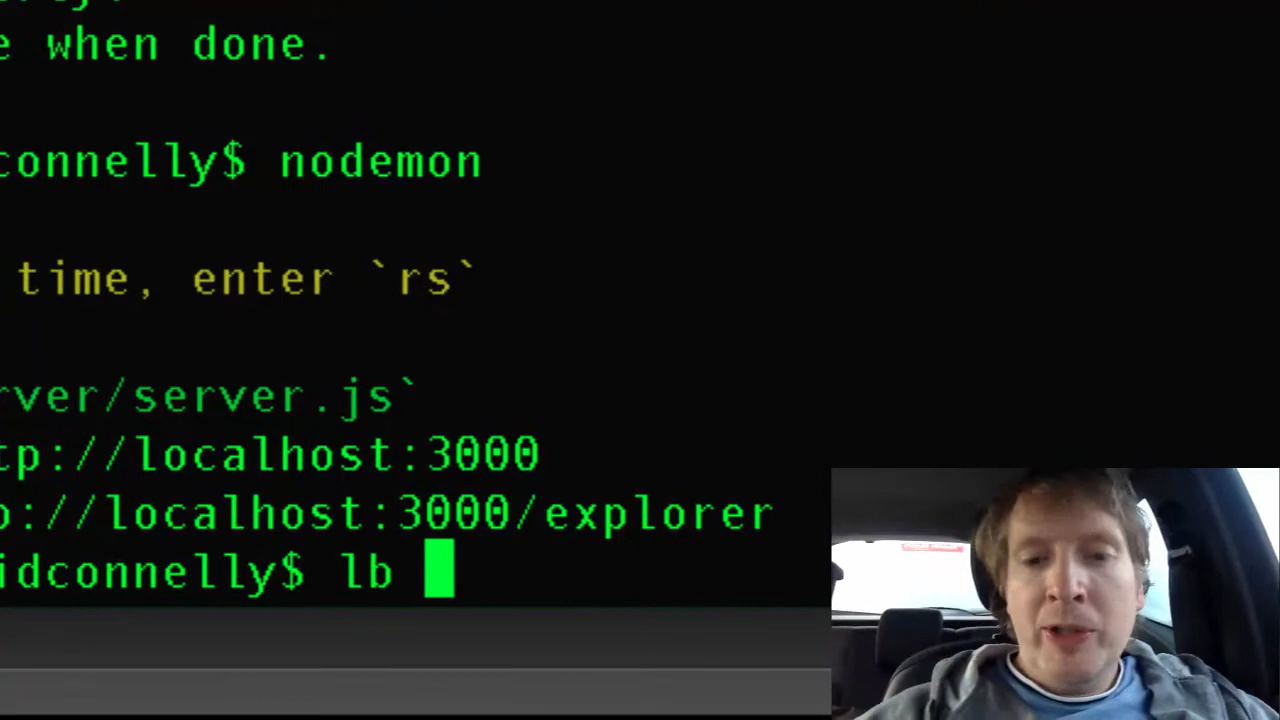 e when done.
connelly$ nodemon
time, enter `rs`
rver/server.js`
tp://localhost:3000
p://localhost:3000/explorer
idconnelly$ lb